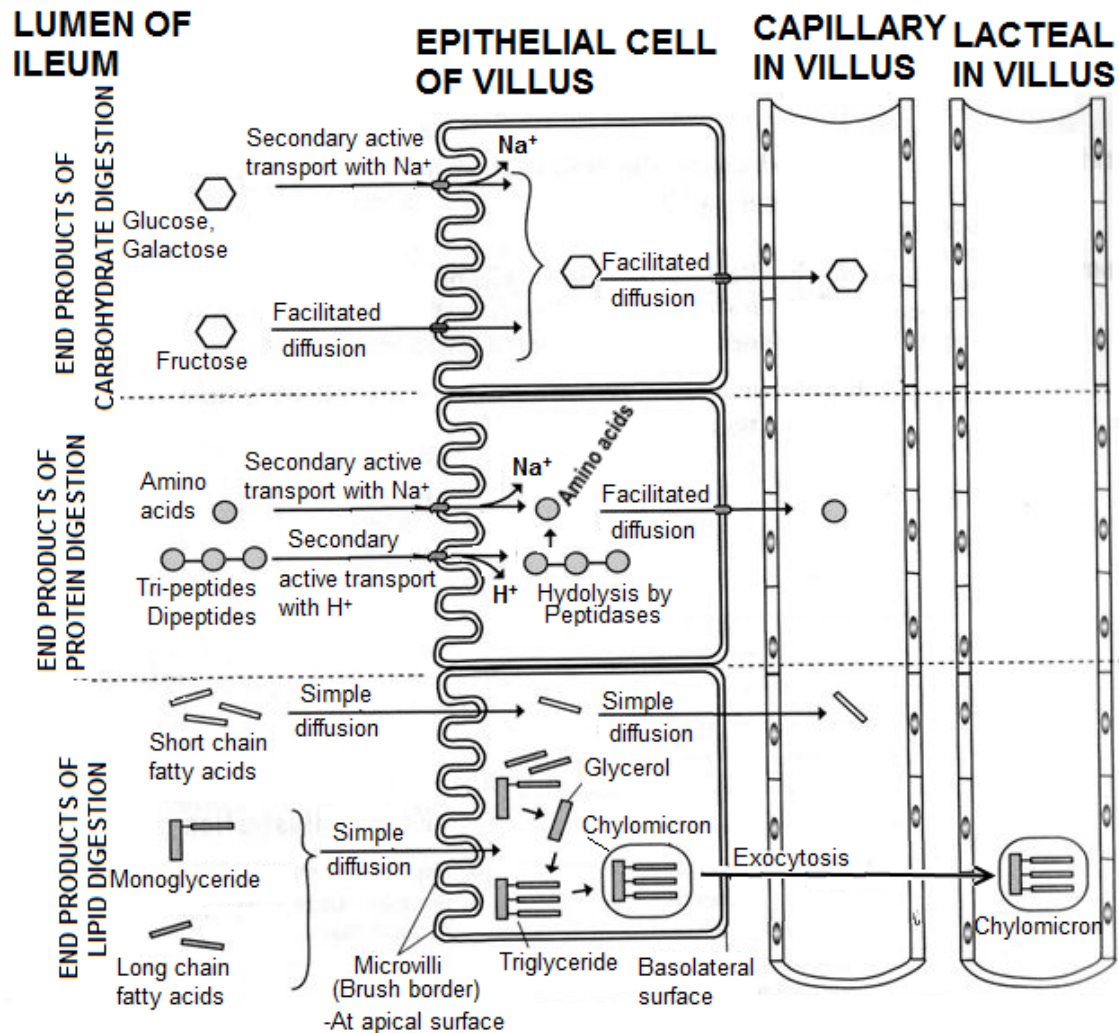 LUMEN OF
ILEUM
EPITHELIAL CELL
OF VILLUS
CAPILLARY
IN VILLUS
LACTEAL
IN VILLUS
END PRODUCTS OF
CARBOHYDRATE DIGESTION
Secondary active
transport with Na⁺
Na⁺
Glucose,
Galactose
Facilitated
diffusion
Facilitated
diffusion
Fructose
END PRODUCTS OF
PROTEIN DIGESTION
Amino
acids
Secondary active
transport with Na⁺
Na⁺
Amino acids
Facilitated
diffusion
Tri-peptides
Dipeptides
Secondary
active transport
with H⁺
H⁺
Hydolysis by
Peptidases
END PRODUCTS OF
LIPID DIGESTION
Short chain
fatty acids
Simple
diffusion
Simple
diffusion
Glycerol
Monoglyceride
Simple
diffusion
Chylomicron
Exocytosis
Chylomicron
Long chain
fatty acids
Microvilli
(Brush border)
-At apical surface
Triglyceride
Basolateral
surface